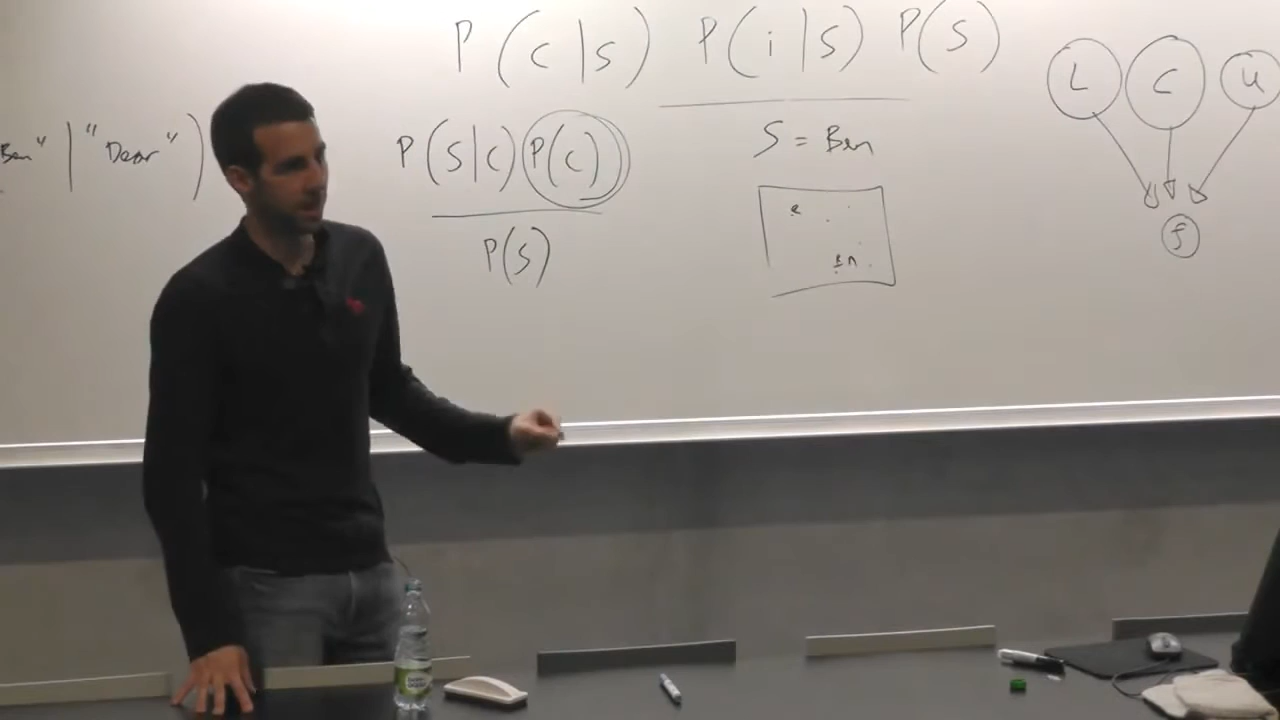 P(c|s) P(i|s) P(s)
Ben" | "Dear")
P(S|C) P(C)
P(S)
S = Ben
L C U
f